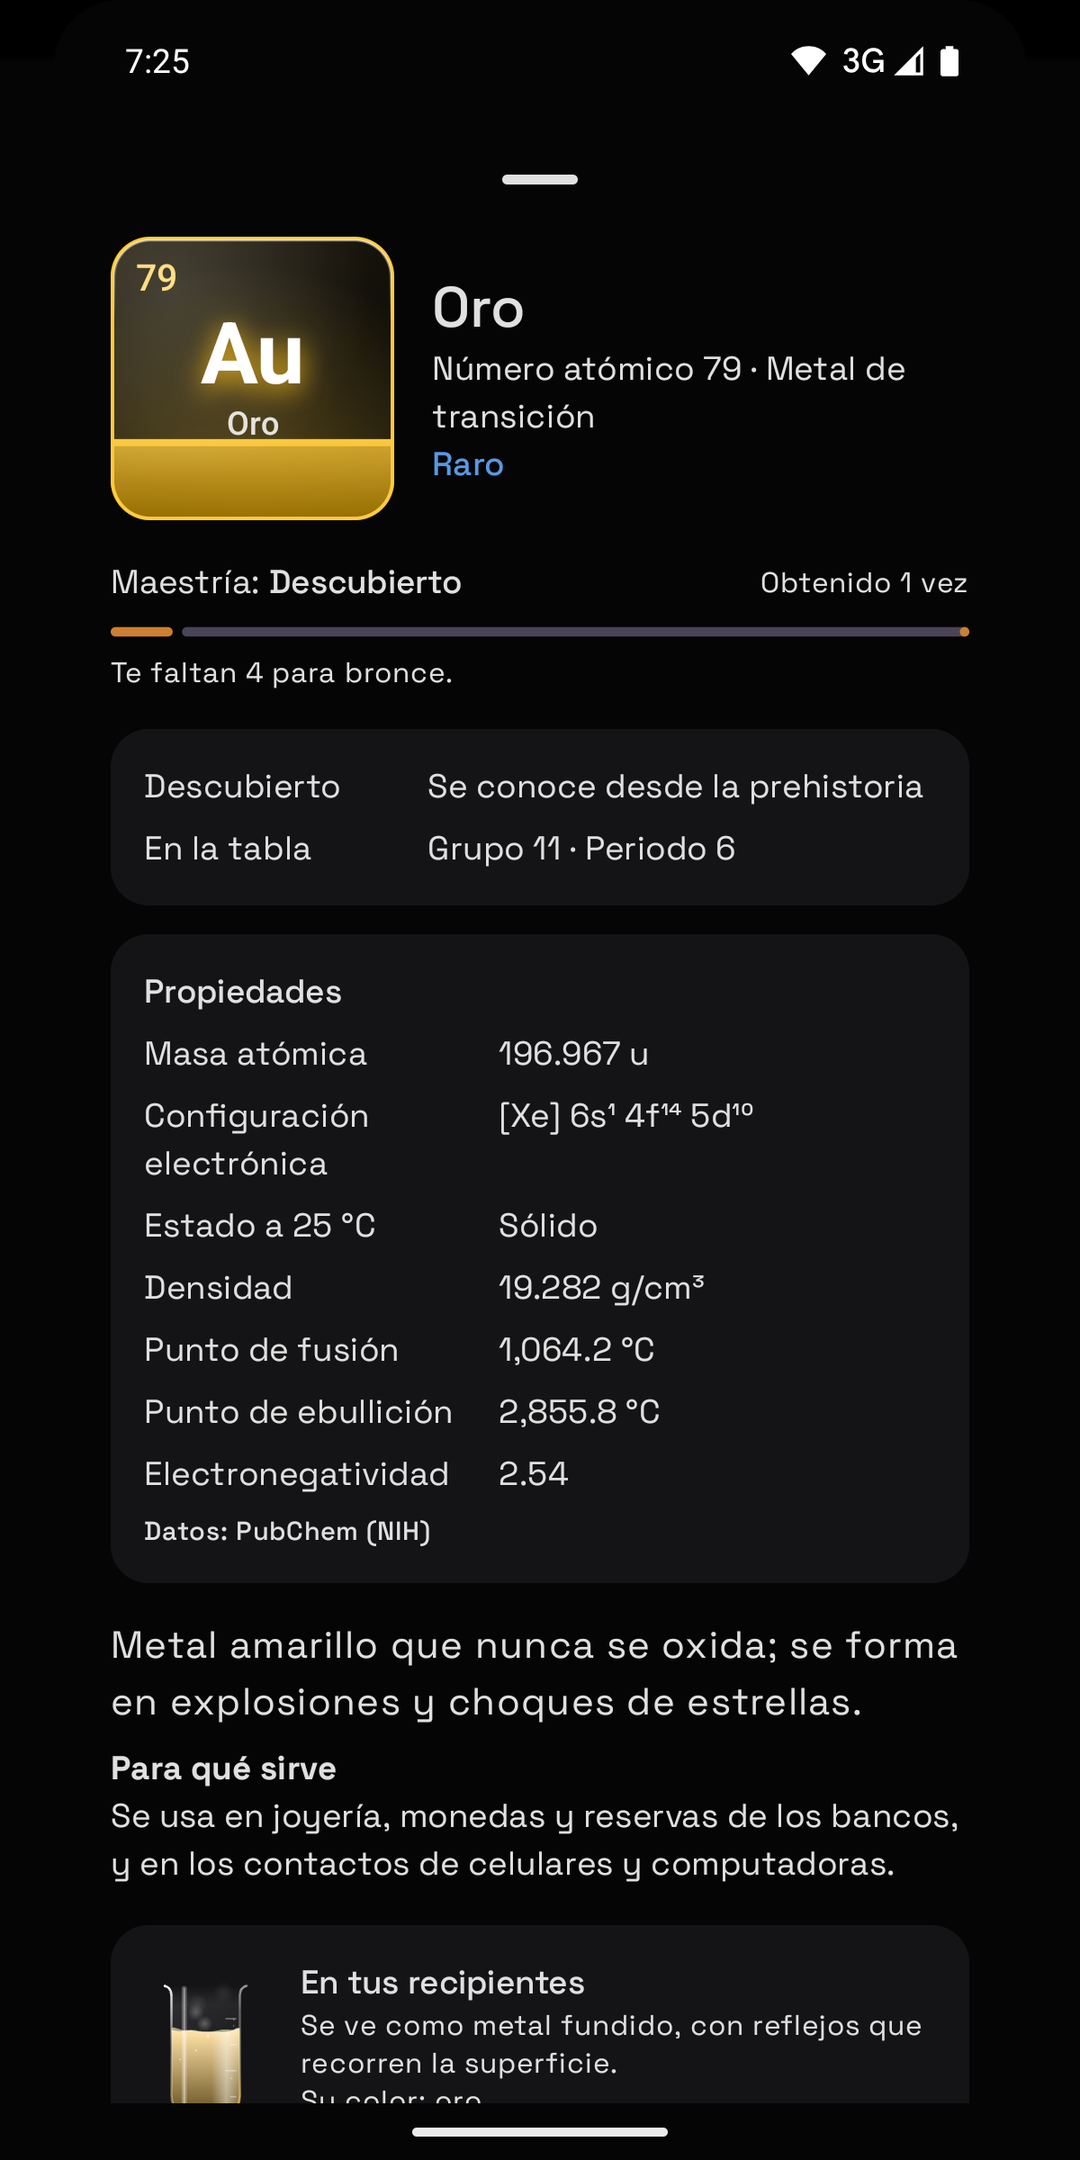 7:25
3G
79
Au
Oro
Oro
Número atómico 79 · Metal de
transición
Raro
Maestría: Descubierto
Obtenido 1 vez
Te faltan 4 para bronce.
Descubierto Se conoce desde la prehistoria
En la tabla Grupo 11 · Periodo 6
Propiedades
Masa atómica 196.967 u
Configuración [Xe] 6s¹ 4f¹⁴ 5d¹⁰
electrónica
Estado a 25 °C Sólido
Densidad 19.282 g/cm³
Punto de fusión 1,064.2 °C
Punto de ebullición 2,855.8 °C
Electronegatividad 2.54
Datos: PubChem (NIH)
Metal amarillo que nunca se oxida; se forma
en explosiones y choques de estrellas.
Para qué sirve
Se usa en joyería, monedas y reservas de los bancos,
y en los contactos de celulares y computadoras.
En tus recipientes
Se ve como metal fundido, con reflejos que
recorren la superficie.
Su color: oro